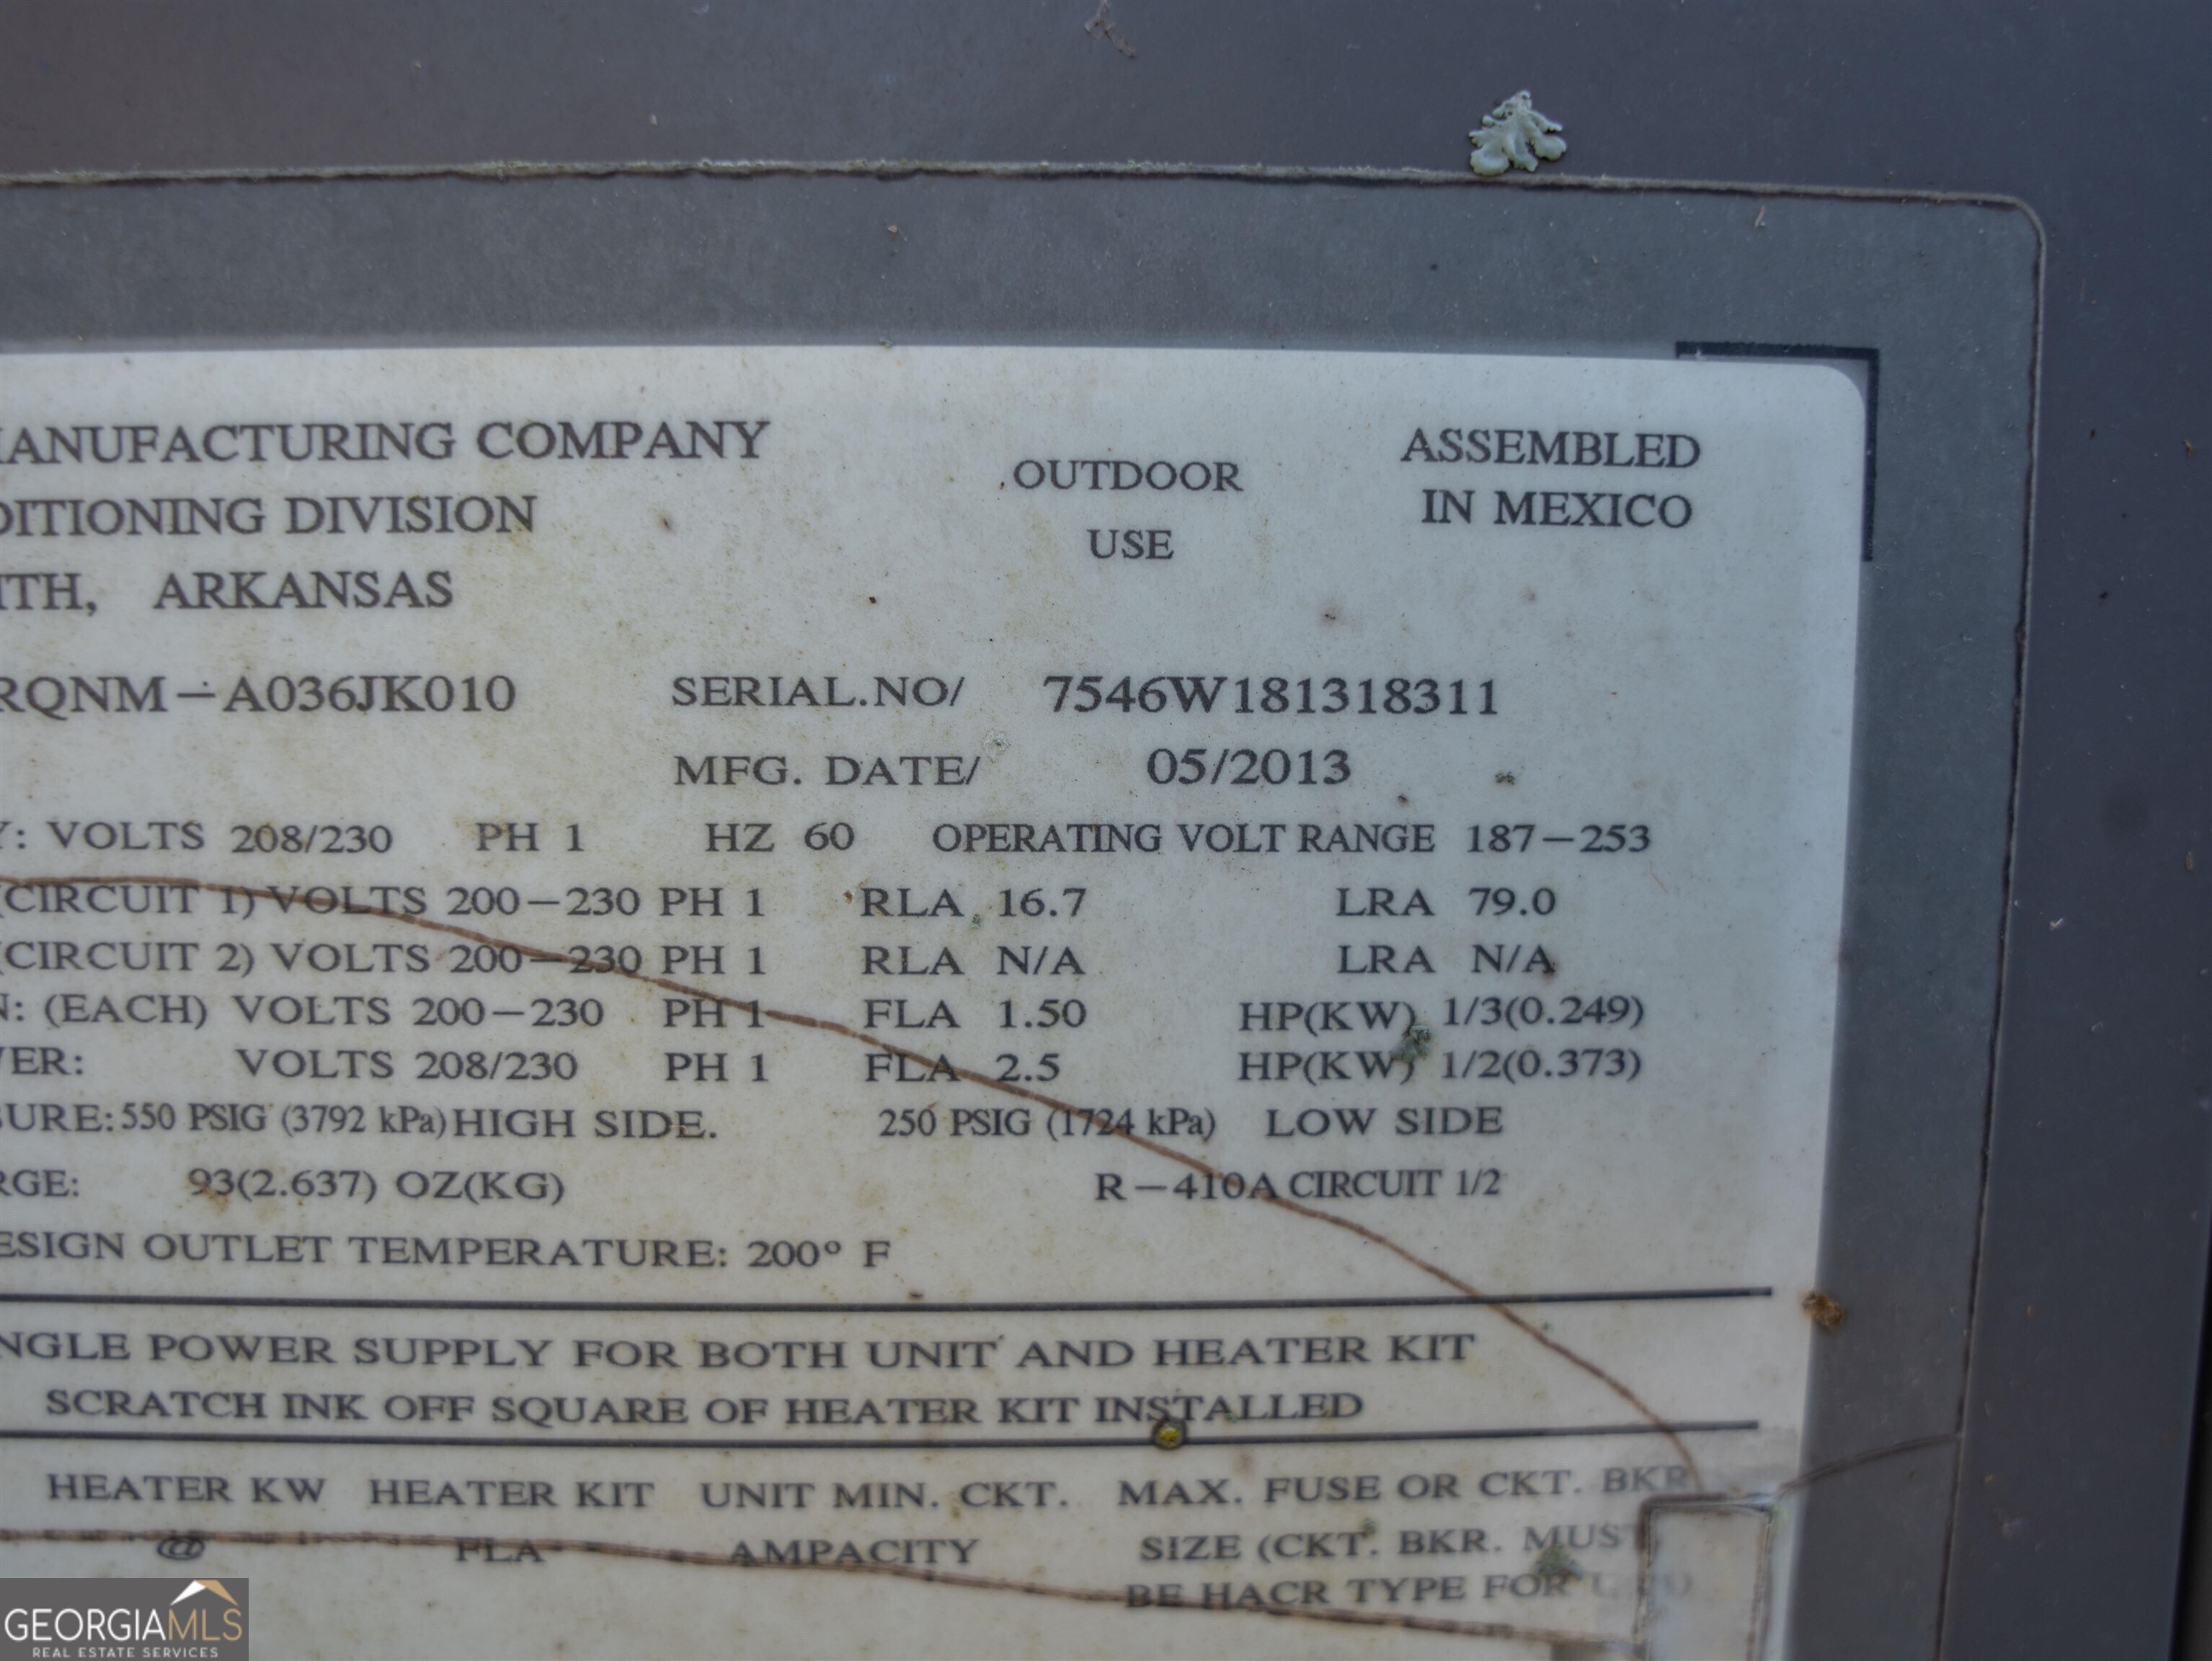 MANUFACTURING COMPANY
DITIONING DIVISION
ITH, ARKANSAS
OUTDOOR
USE
ASSEMBLED
IN MEXICO
RQNM-A036JK010 SERIAL.NO/ 7546W181318311
MFG. DATE/ 05/2013
Y: VOLTS 208/230 PH 1 HZ 60 OPERATING VOLT RANGE 187-253
(CIRCUIT 1) VOLTS 200-230 PH 1 RLA 16.7 LRA 79.0
(CIRCUIT 2) VOLTS 200-230 PH 1 RLA N/A LRA N/A
N: (EACH) VOLTS 200-230 PH 1 FLA 1.50 HP(KW) 1/3(0.249)
VER: VOLTS 208/230 PH 1 FLA 2.5 HP(KW) 1/2(0.373)
SURE: 550 PSIG (3792 kPa) HIGH SIDE. 250 PSIG (1724 kPa) LOW SIDE
RGE: 93(2.637) OZ(KG) R-410A CIRCUIT 1/2
ESIGN OUTLET TEMPERATURE: 200° F
NGLE POWER SUPPLY FOR BOTH UNIT AND HEATER KIT
SCRATCH INK OFF SQUARE OF HEATER KIT INSTALLED
HEATER KW HEATER KIT UNIT MIN. CKT. MAX. FUSE OR CKT. BKR
@ FLA AMPACITY SIZE (CKT. BKR. MUST
BE HACR TYPE FOR
GEORGIAMLS
REAL ESTATE SERVICES